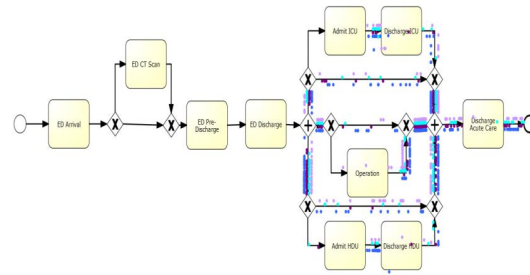 Admit ICU
Discharge ICU
ED CT Scan
ED Arrival
ED Pre-
Discharge
ED Discharge
Operation
Discharge
Acute Care
Admit HDU
Discharge HDU